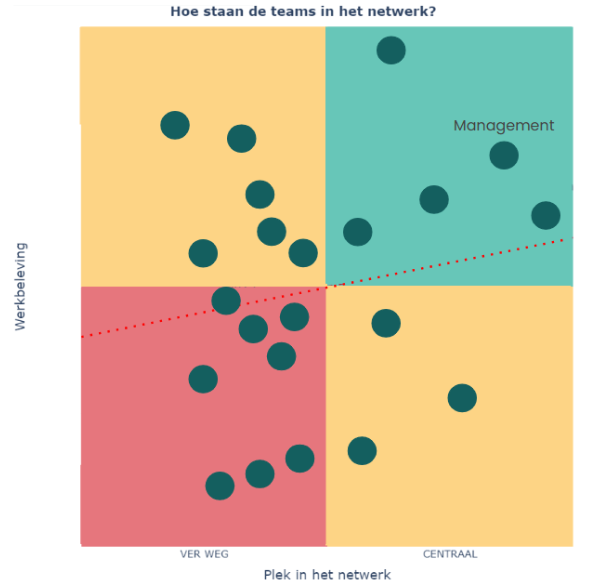 Hoe staan de teams in het netwerk?
Management
Werkbeleving
VER WEG
CENTRAAL
Plek in het netwerk